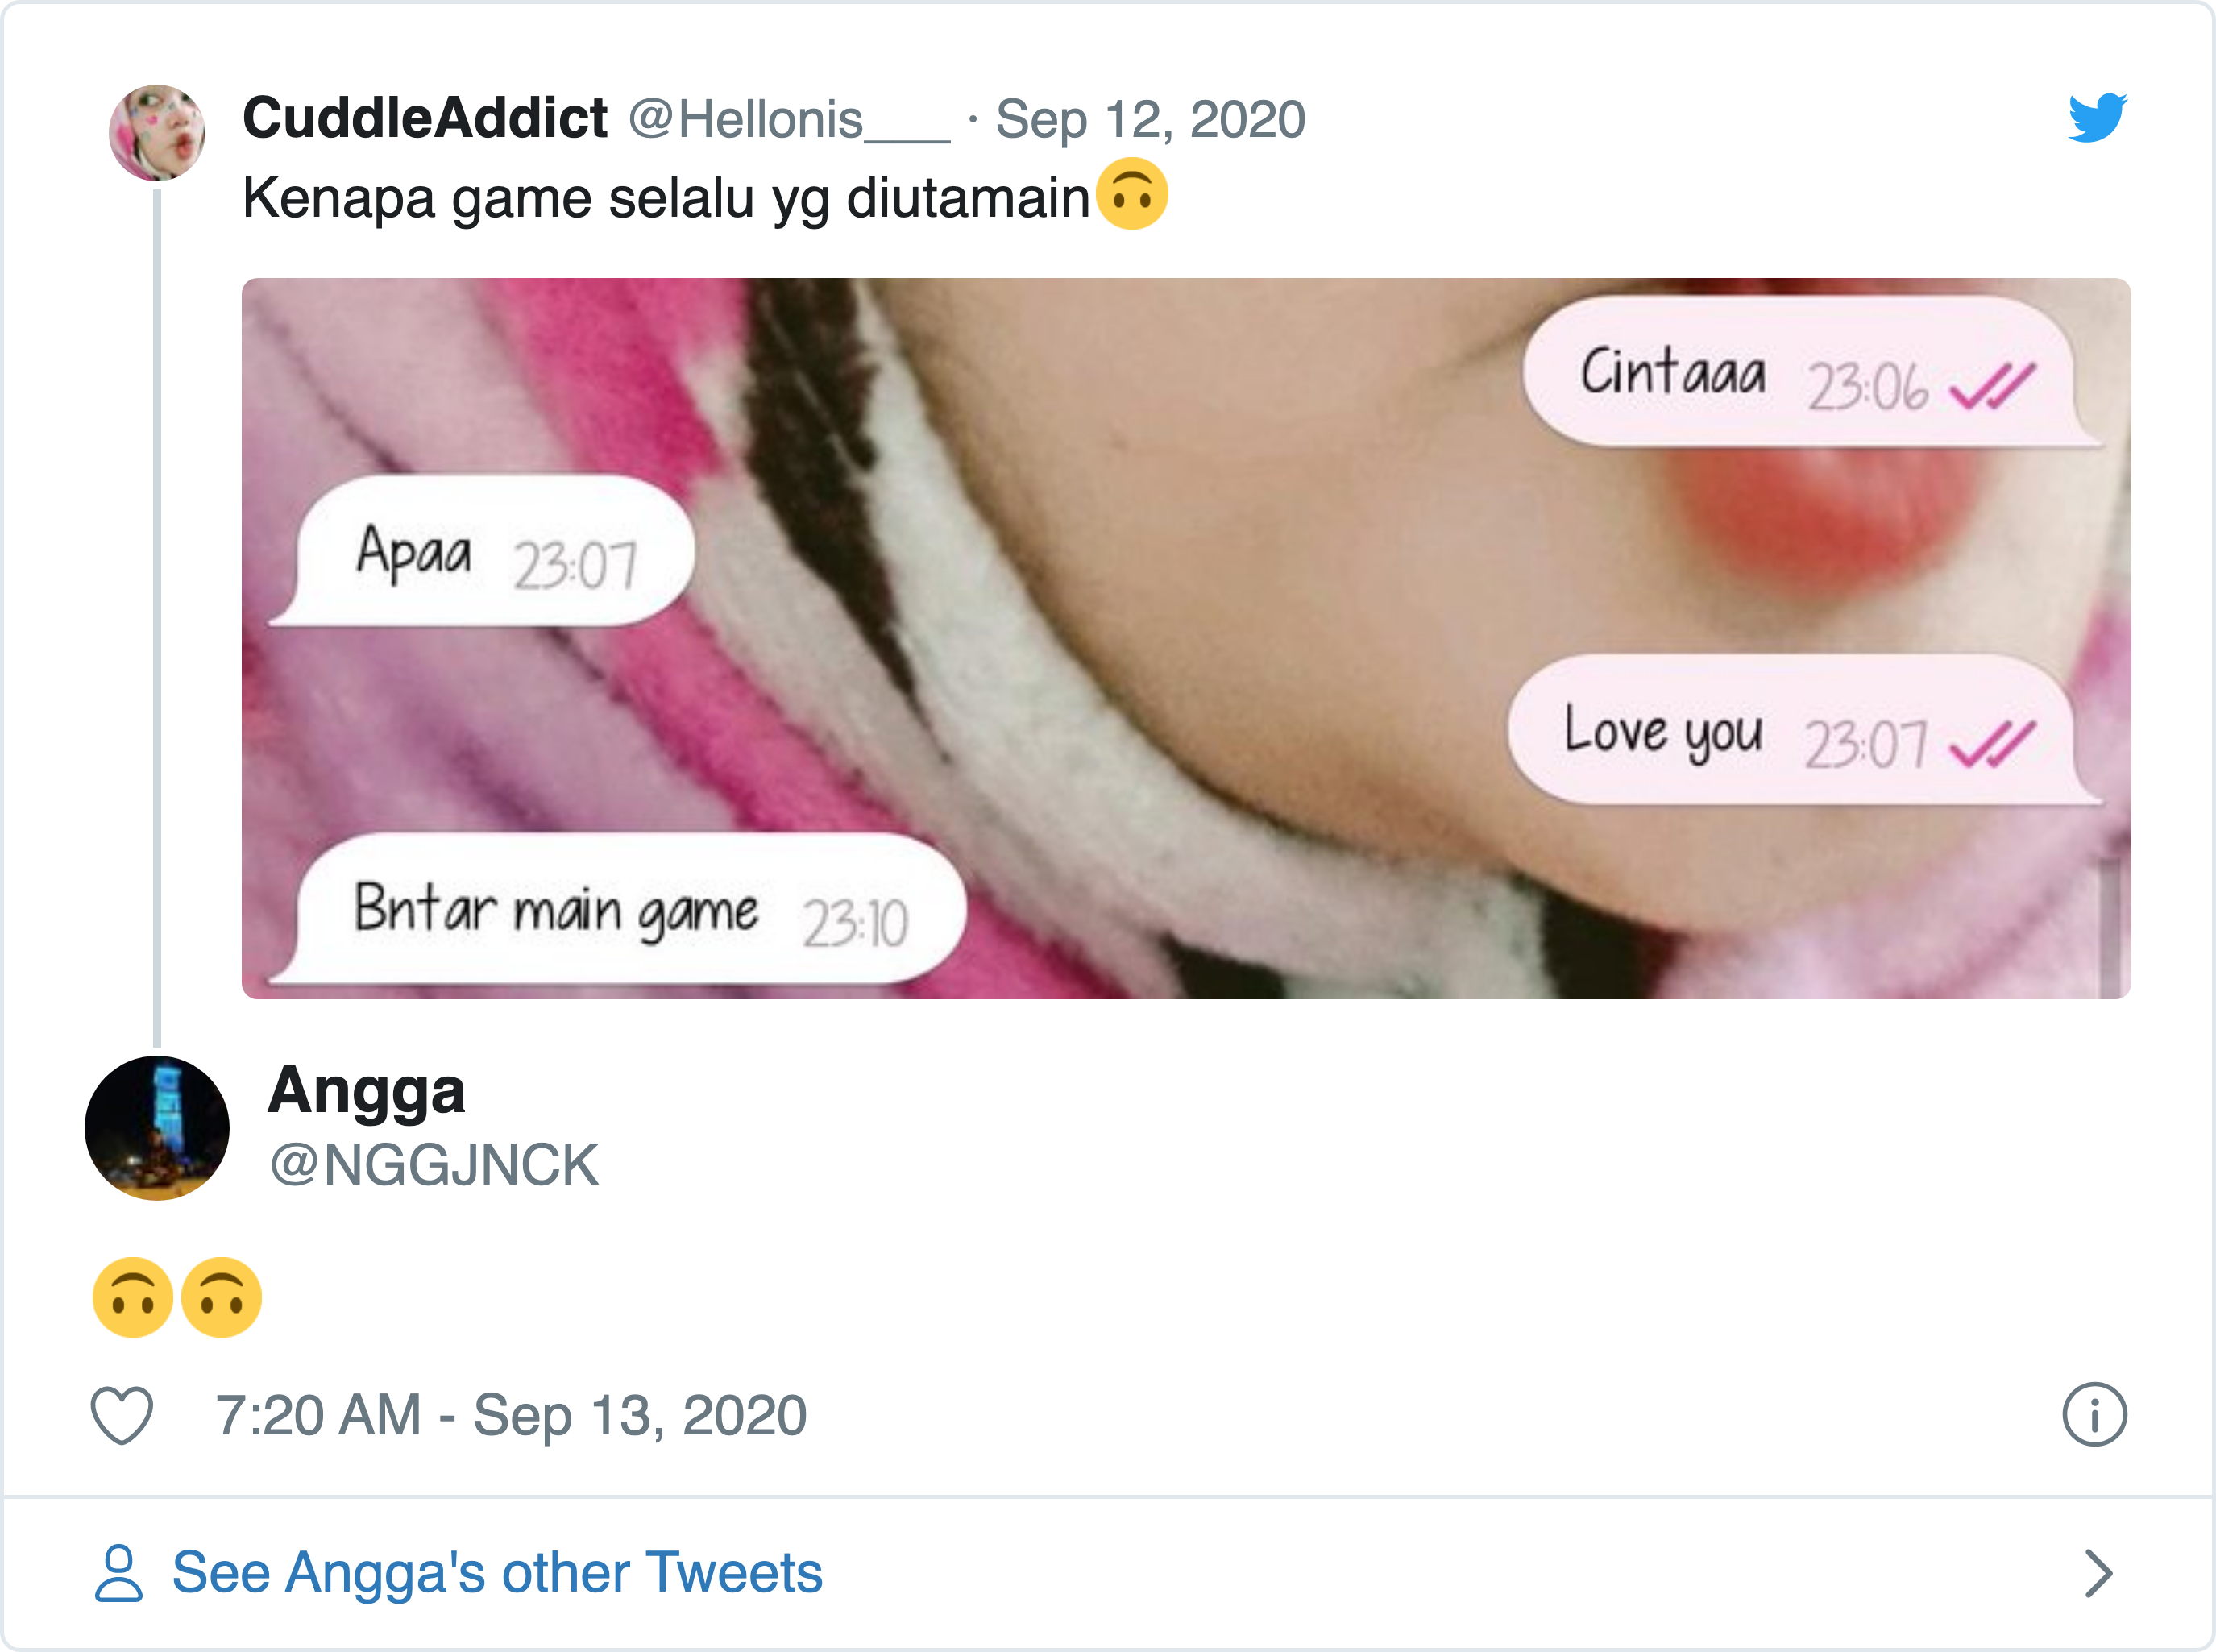 CuddleAddict @Hellonis___ · Sep 12, 2020
Kenapa game selalu yg diutamain🙃
Cintaaa 23:06
Apaa 23:07
Love you 23:07
Bntar main game 23:10
Angga
@NGGJNCK
🙃🙃
7:20 AM - Sep 13, 2020
See Angga's other Tweets